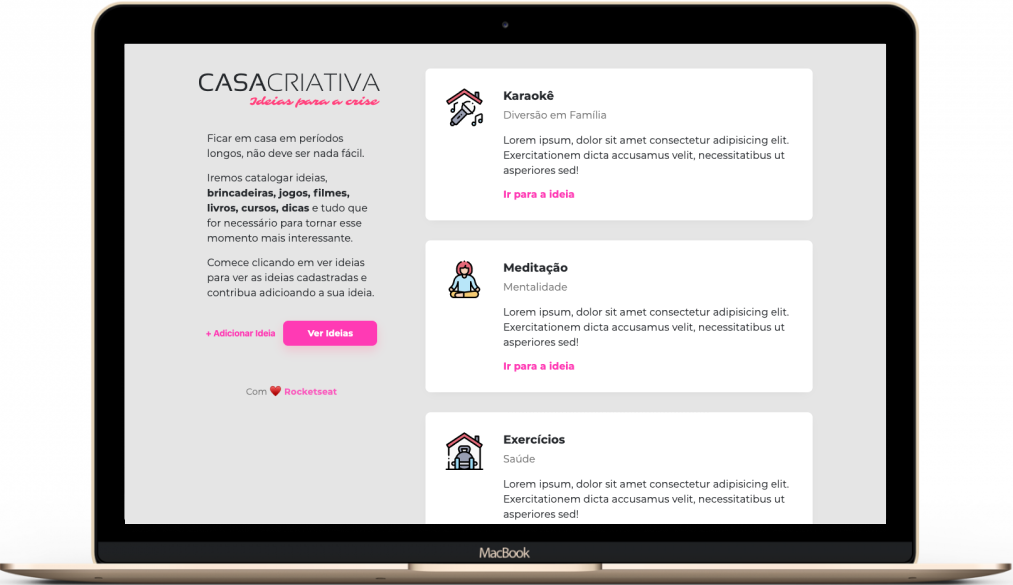 CASACRIATIVA
Ideias para a crise
Ficar em casa em períodos
longos, não deve ser nada fácil.
Iremos catalogar ideias,
brincadeiras, jogos, filmes,
livros, cursos, dicas e tudo que
for necessário para tornar esse
momento mais interessante.
Comece clicando em ver ideias
para ver as ideias cadastradas e
contribua adicioando a sua ideia.
+ Adicionar Ideia
Ver Ideias
Com ❤️ Rocketseat
Karaokê
Diversão em Família
Lorem ipsum, dolor sit amet consectetur adipisicing elit.
Exercitationem dicta accusamus velit, necessitatibus ut
asperiores sed!
Ir para a ideia
Meditação
Mentalidade
Lorem ipsum, dolor sit amet consectetur adipisicing elit.
Exercitationem dicta accusamus velit, necessitatibus ut
asperiores sed!
Ir para a ideia
Exercícios
Saúde
Lorem ipsum, dolor sit amet consectetur adipisicing elit.
Exercitationem dicta accusamus velit, necessitatibus ut
asperiores sed!
MacBook